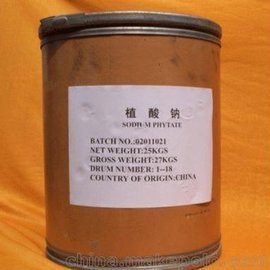 植酸钠
SODIUM PHYTATE
BATCH NO.:02011021
NET WEIGHT:25KGS
GROSS WEIGHT:27KGS
DRUM NUMBER: 1--18
COUNTRY OF ORIGIN:CHINA